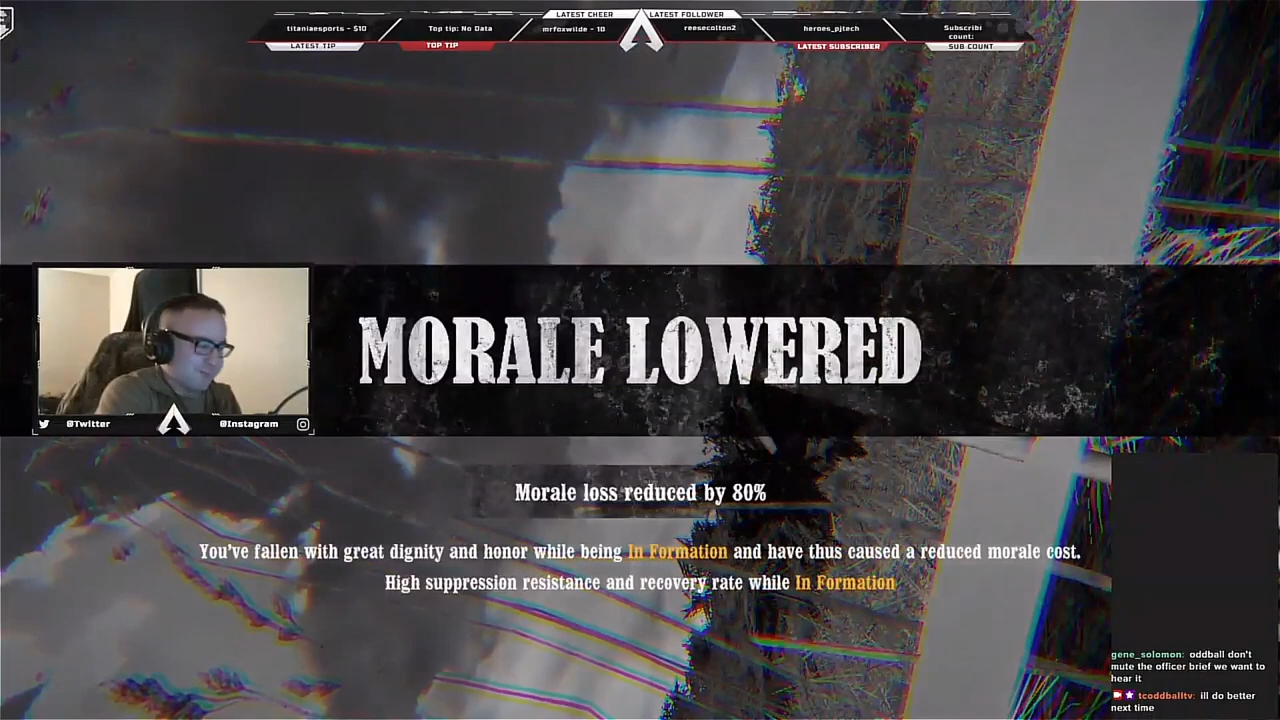 LATEST CHEER
LATEST FOLLOWER
titaniaesports - $10
Top tip: No Data
mrfoxwilde - 10
reesecolton2
heroes_pjtech
Subscribi
count:
LATEST TIP
TOP TIP
LATEST SUBSCRIBER
SUB COUNT
MORALE LOWERED
@Twitter
@Instagram
Morale loss reduced by 80%
You've fallen with great dignity and honor while being In Formation and have thus caused a reduced morale cost.
High suppression resistance and recovery rate while In Formation
gene_solomon: oddball don't
mute the officer brief we want to
hear it
tcoddballtv: ill do better
next time